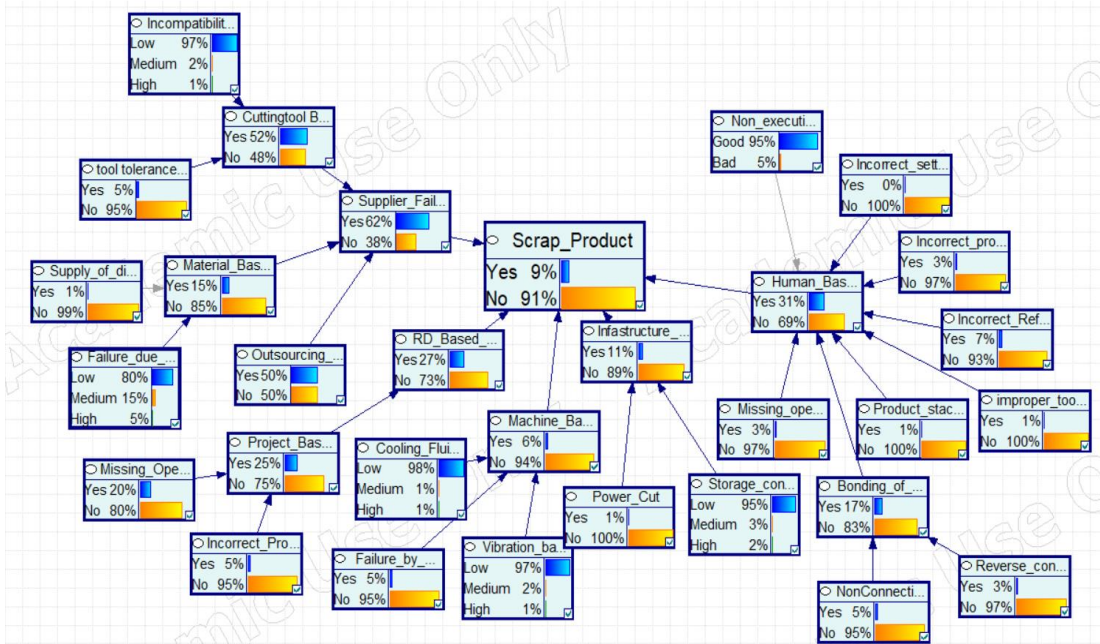 Incompatibilit...
Low 97%
Medium 2%
High 1%
Cuttingtool B...
Yes 52%
No 48%
tool tolerance...
Yes 5%
No 95%
Supplier_Fail...
Yes 62%
No 38%
Supply_of_di...
Yes 1%
No 99%
Material_Bas...
Yes 15%
No 85%
Failure_due_...
Low 80%
Medium 15%
High 5%
Outsourcing_...
Yes 50%
No 50%
Scrap_Product
Yes 9%
No 91%
RD_Based_...
Yes 27%
No 73%
Infastructure_...
Yes 11%
No 89%
Project_Bas...
Yes 25%
No 75%
Missing_Ope...
Yes 20%
No 80%
Incorrect_Pro...
Yes 5%
No 95%
Cooling_Flui...
Low 98%
Medium 1%
High 1%
Machine_Ba...
Yes 6%
No 94%
Failure_by_...
Yes 5%
No 95%
Vibration_ba...
Low 97%
Medium 2%
High 1%
Power_Cut
Yes 1%
No 100%
Storage_con...
Low 95%
Medium 3%
High 2%
Non_executi...
Good 95%
Bad 5%
Incorrect_sett...
Yes 0%
No 100%
Incorrect_pro...
Yes 3%
No 97%
Human_Bas...
Yes 31%
No 69%
Incorrect_Ref...
Yes 7%
No 93%
Missing_ope...
Yes 3%
No 97%
Product_stac...
Yes 1%
No 100%
improper_too...
Yes 1%
No 100%
Bonding_of_...
Yes 17%
No 83%
NonConnecti...
Yes 5%
No 95%
Reverse_con...
Yes 3%
No 97%
Academic Use Only